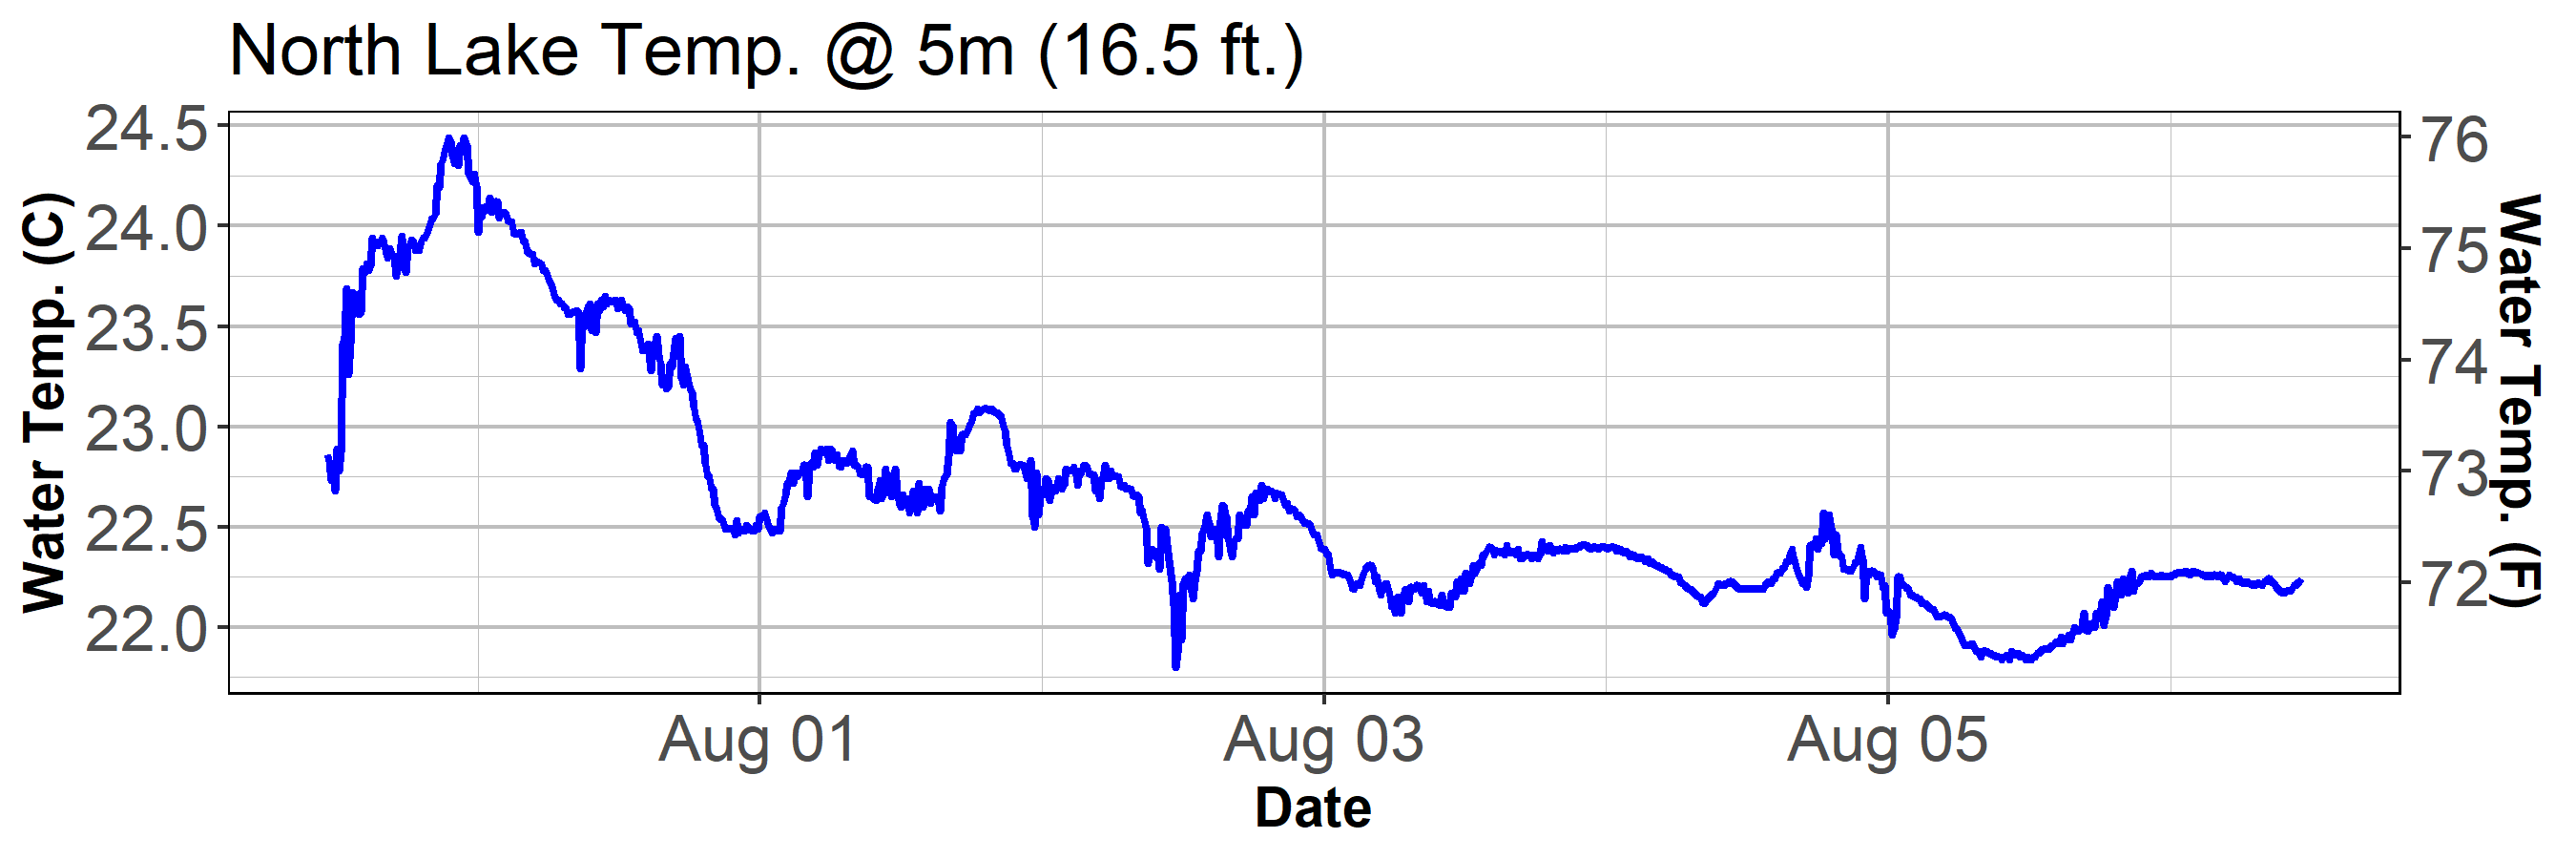 North Lake Temp. @ 5m (16.5 ft.)
24.5
24.0
23.5
23.0
22.5
22.0
Water Temp. (C)
76
75
74
73
72
Water Temp. (F)
Aug 01
Aug 03
Aug 05
Date